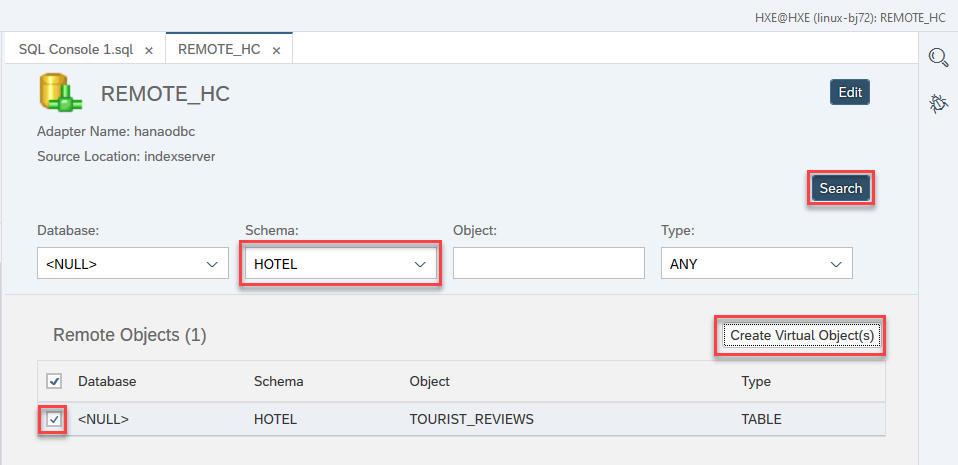 HXE@HXE (linux-bj72): REMOTE_HC
SQL Console 1.sql × REMOTE_HC ×
REMOTE_HC Edit
Adapter Name: hanaodbc
Source Location: indexserver
Search
Database: Schema: Object: Type:
<NULL> HOTEL ANY
Remote Objects (1) Create Virtual Object(s)
Database Schema Object Type
<NULL> HOTEL TOURIST_REVIEWS TABLE